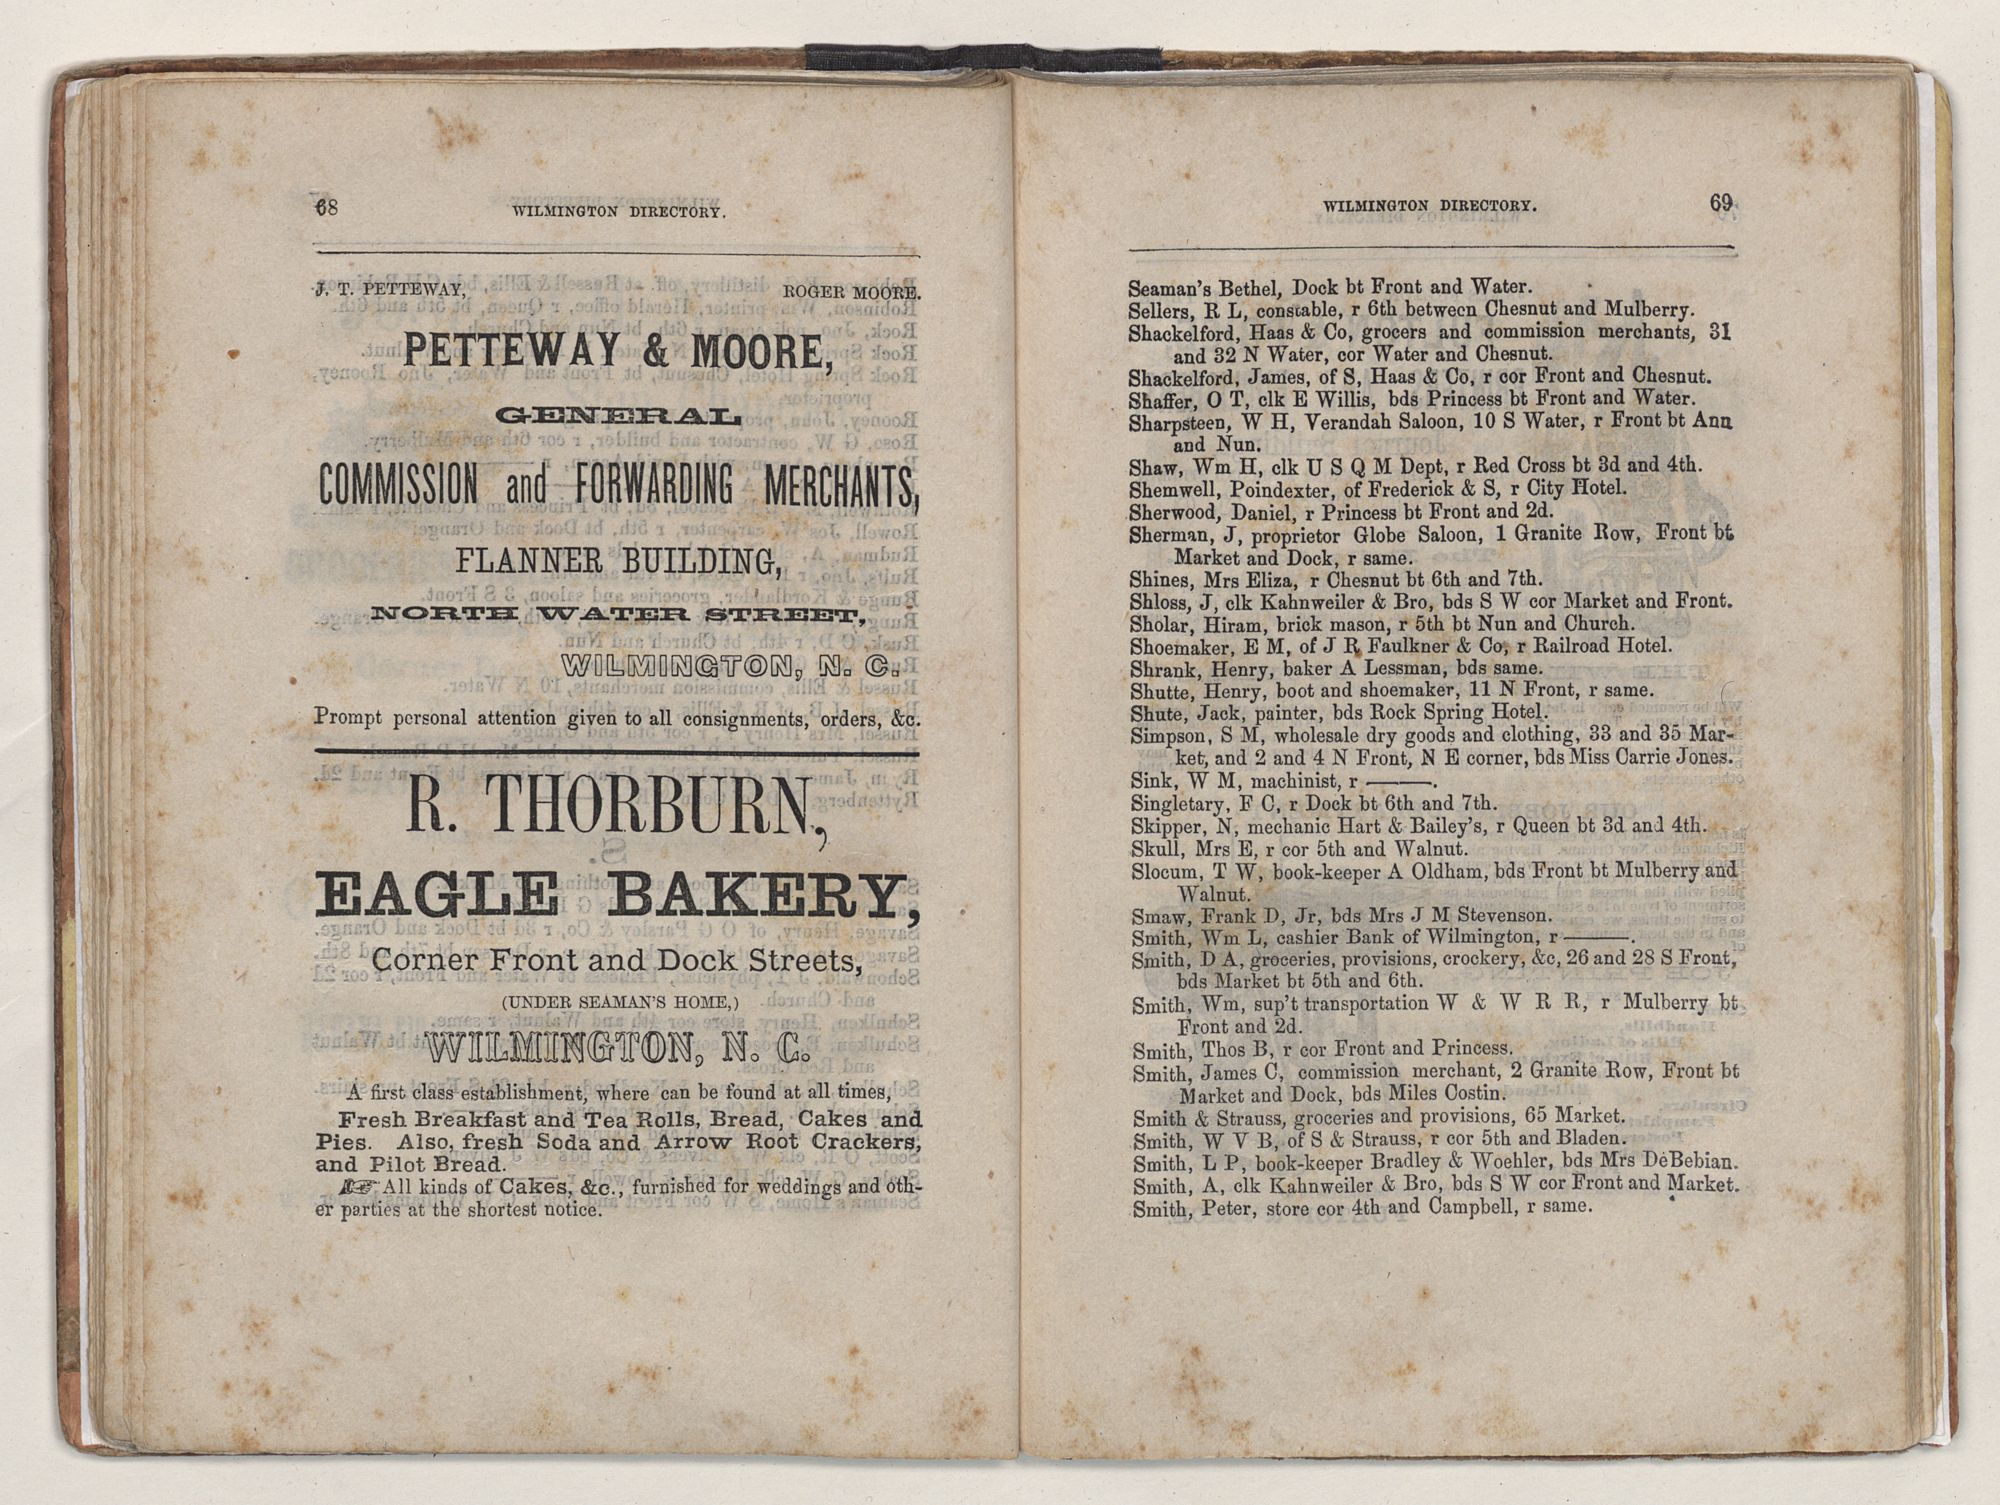 68
WILMINGTON DIRECTORY.
J. T. PETTEWAY, ROGER MOORE.
PETTEWAY & MOORE,
GENERAL
COMMISSION and FORWARDING MERCHANTS,
FLANNER BUILDING,
NORTH WATER STREET,
WILMINGTON, N. C.
Prompt personal attention given to all consignments, orders, &c.
R. THORBURN,
EAGLE BAKERY,
Corner Front and Dock Streets,
(UNDER SEAMAN'S HOME,)
WILMINGTON, N. C.
A first class establishment, where can be found at all times,
Fresh Breakfast and Tea Rolls, Bread, Cakes and
Pies. Also, fresh Soda and Arrow Root Crackers,
and Pilot Bread.
☞ All kinds of Cakes, &c., furnished for weddings and oth-
er parties at the shortest notice.
WILMINGTON DIRECTORY. 69
Seaman's Bethel, Dock bt Front and Water.
Sellers, R L, constable, r 6th between Chesnut and Mulberry.
Shackelford, Haas & Co, grocers and commission merchants, 31
and 32 N Water, cor Water and Chesnut.
Shackelford, James, of S, Haas & Co, r cor Front and Chesnut.
Shaffer, O T, clk E Willis, bds Princess bt Front and Water.
Sharpsteen, W H, Verandah Saloon, 10 S Water, r Front bt Ann
and Nun.
Shaw, Wm H, clk U S Q M Dept, r Red Cross bt 3d and 4th.
Shemwell, Poindexter, of Frederick & S, r City Hotel.
Sherwood, Daniel, r Princess bt Front and 2d.
Sherman, J, proprietor Globe Saloon, 1 Granite Row, Front bt
Market and Dock, r same.
Shines, Mrs Eliza, r Chesnut bt 6th and 7th.
Shloss, J, clk Kahnweiler & Bro, bds S W cor Market and Front.
Sholar, Hiram, brick mason, r 5th bt Nun and Church.
Shoemaker, E M, of J R Faulkner & Co, r Railroad Hotel.
Shrank, Henry, baker A Lessman, bds same.
Shutte, Henry, boot and shoemaker, 11 N Front, r same.
Shute, Jack, painter, bds Rock Spring Hotel.
Simpson, S M, wholesale dry goods and clothing, 33 and 35 Mar-
ket, and 2 and 4 N Front, N E corner, bds Miss Carrie Jones.
Sink, W M, machinist, r ———.
Singletary, F C, r Dock bt 6th and 7th.
Skipper, N, mechanic Hart & Bailey's, r Queen bt 3d and 4th.
Skull, Mrs E, r cor 5th and Walnut.
Slocum, T W, book-keeper A Oldham, bds Front bt Mulberry and
Walnut.
Smaw, Frank D, Jr, bds Mrs J M Stevenson.
Smith, Wm L, cashier Bank of Wilmington, r ———.
Smith, D A, groceries, provisions, crockery, &c, 26 and 28 S Front,
bds Market bt 5th and 6th.
Smith, Wm, sup't transportation W & W R R, r Mulberry bt
Front and 2d.
Smith, Thos B, r cor Front and Princess.
Smith, James C, commission merchant, 2 Granite Row, Front bt
Market and Dock, bds Miles Costin.
Smith & Strauss, groceries and provisions, 65 Market.
Smith, W V B, of S & Strauss, r cor 5th and Bladen.
Smith, L P, book-keeper Bradley & Woehler, bds Mrs DeBebian.
Smith, A, clk Kahnweiler & Bro, bds S W cor Front and Market.
Smith, Peter, store cor 4th and Campbell, r same.